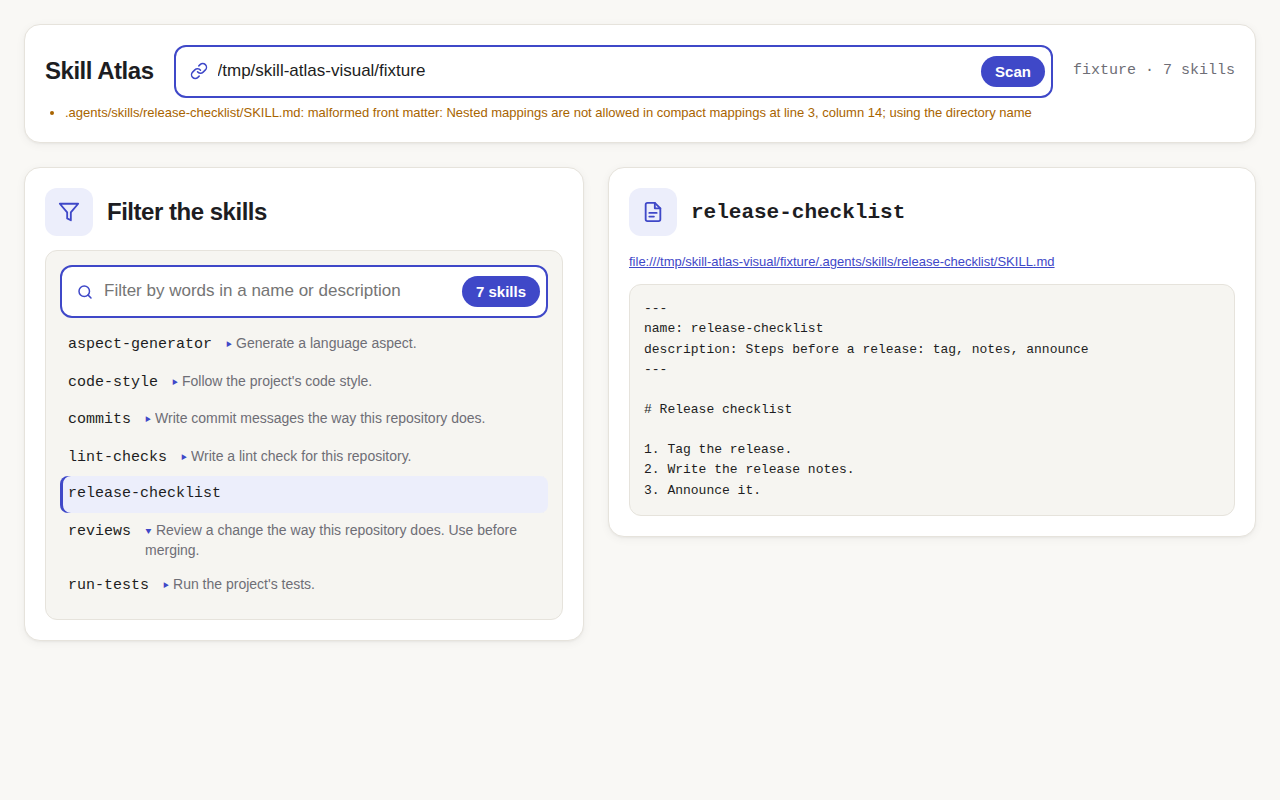 Skill Atlas
/tmp/skill-atlas-visual/fixture
Scan
fixture · 7 skills
• .agents/skills/release-checklist/SKILL.md: malformed front matter: Nested mappings are not allowed in compact mappings at line 3, column 14; using the directory name
Filter the skills
Filter by words in a name or description
7 skills
aspect-generator ▸ Generate a language aspect.
code-style ▸ Follow the project's code style.
commits ▸ Write commit messages the way this repository does.
lint-checks ▸ Write a lint check for this repository.
release-checklist
reviews ▾ Review a change the way this repository does. Use before
merging.
run-tests ▸ Run the project's tests.
release-checklist
file:///tmp/skill-atlas-visual/fixture/.agents/skills/release-checklist/SKILL.md
---
name: release-checklist
description: Steps before a release: tag, notes, announce
---
# Release checklist
1. Tag the release.
2. Write the release notes.
3. Announce it.